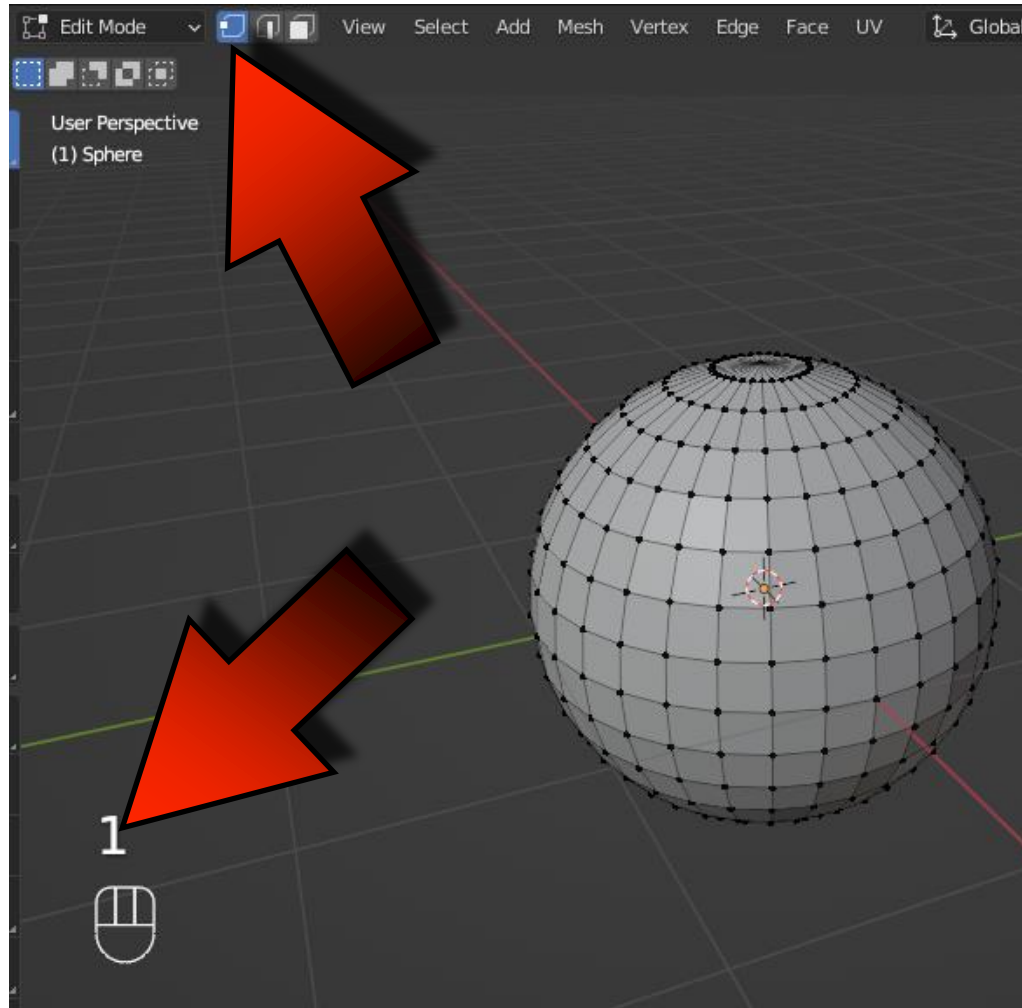 Edit Mode View Select Add Mesh Vertex Edge Face UV Global
User Perspective
(1) Sphere
1